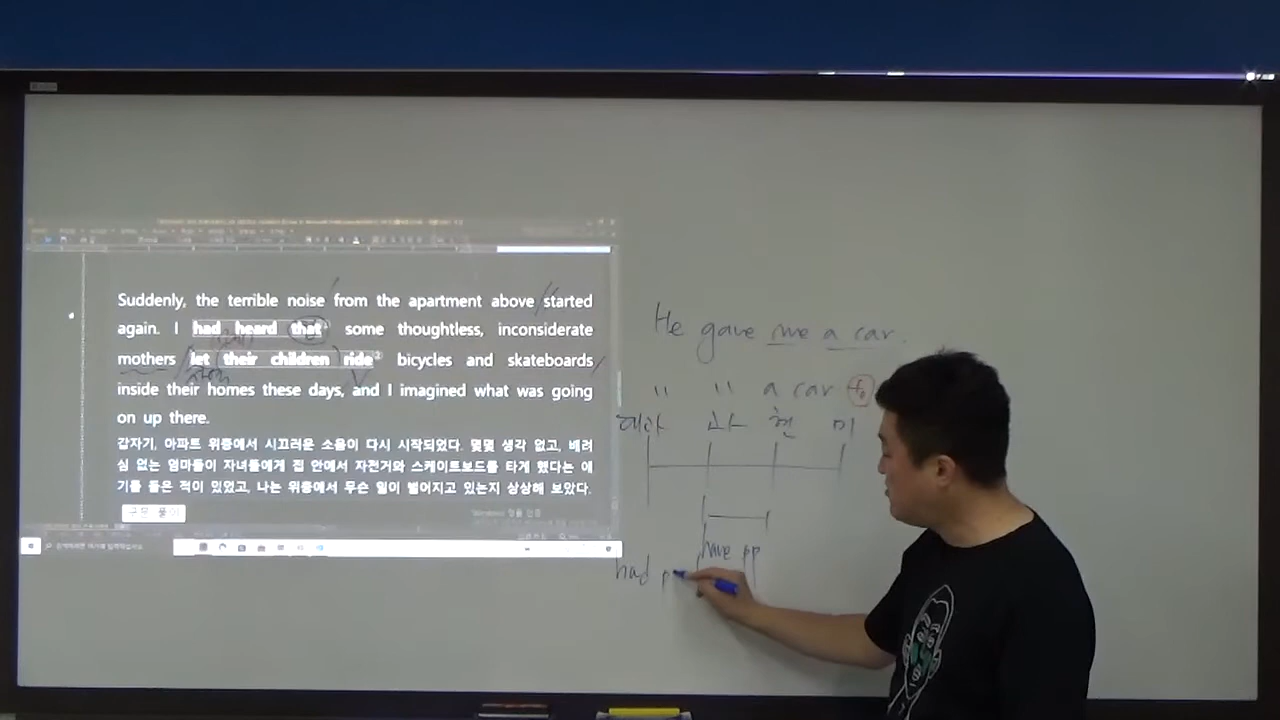 Suddenly, the terrible noise from the apartment above started
again. I had heard that some thoughtless, inconsiderate
mothers let their children ride bicycles and skateboards
inside their homes these days, and I imagined what was going
on up there.
갑자기, 아파트 위층에서 시끄러운 소음이 다시 시작되었다. 몇몇 생각 없고, 배려
심 없는 엄마들이 자녀들에게 집 안에서 자전거와 스케이트보드를 타게 했다는 얘
기를 들은 적이 있었고, 나는 위층에서 무슨 일이 벌어지고 있는지 상상해 보았다.
구문 풀이
He gave me a car.
" " a car to
대과 과 현 미
have pp
had p